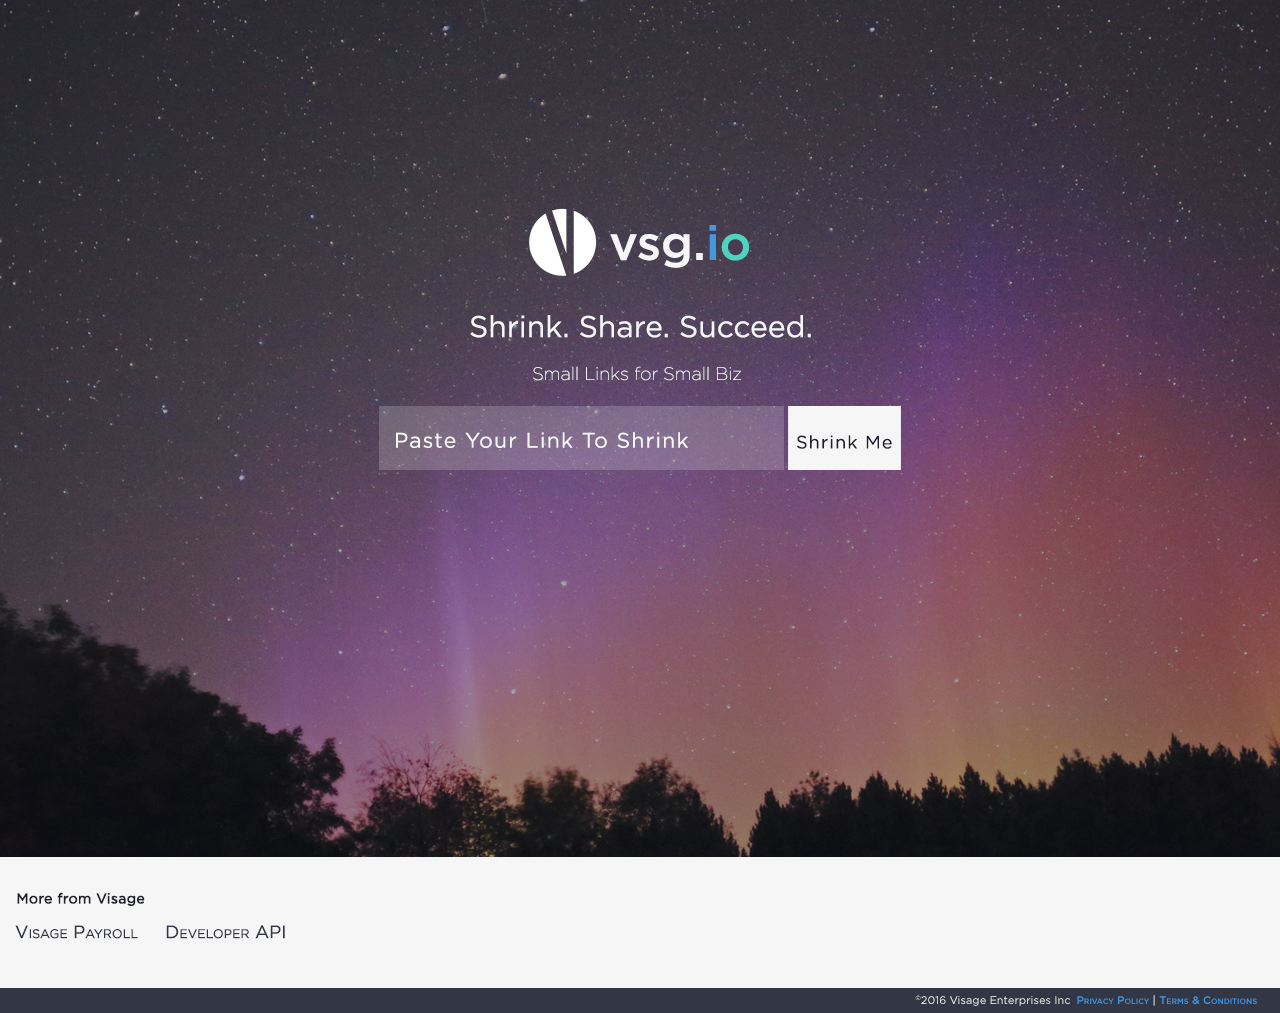 vsg.io
Shrink. Share. Succeed.
Small Links for Small Biz
Paste Your Link To Shrink
Shrink Me
More from Visage
Visage Payroll Developer API
©2016 Visage Enterprises Inc Privacy Policy | Terms & Conditions